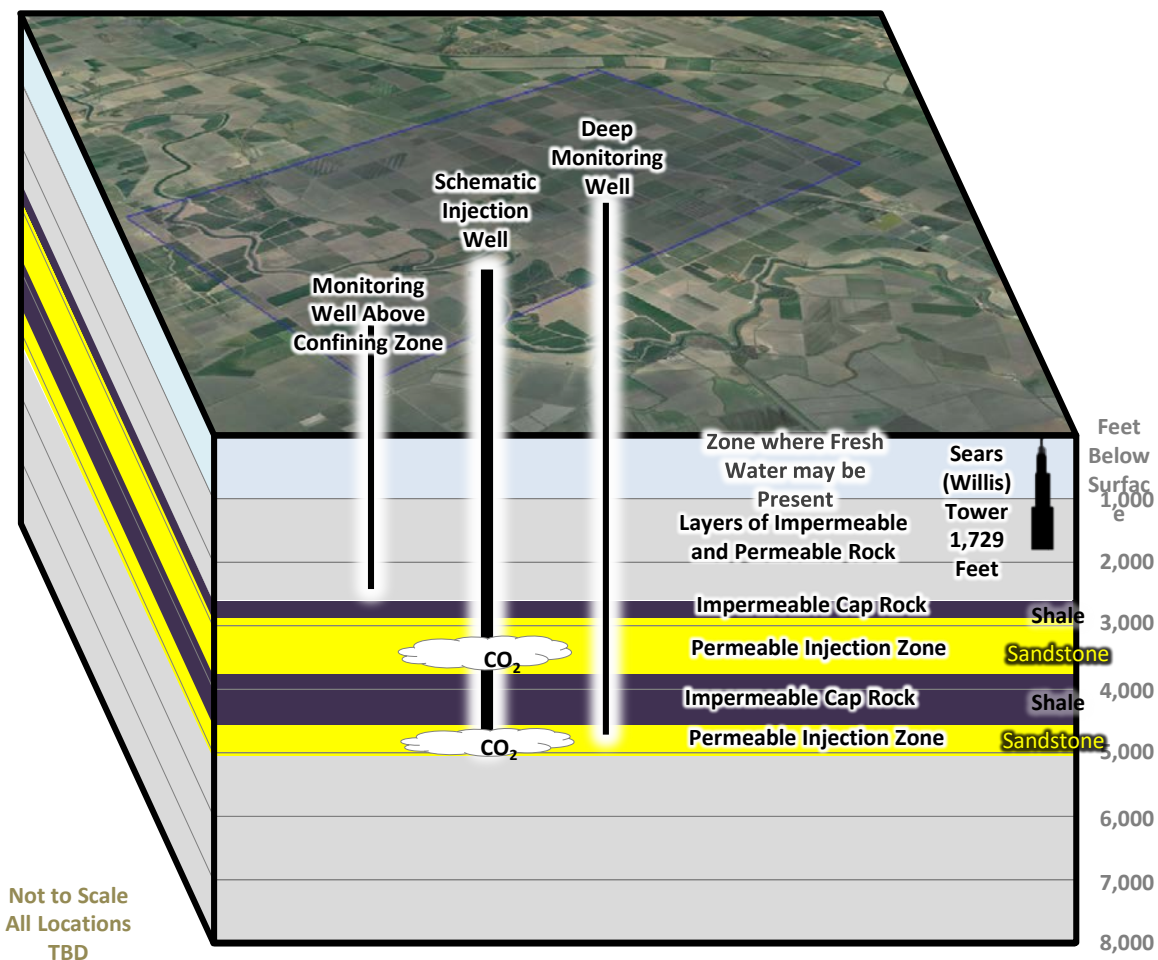 Deep
Monitoring
Well
Schematic
Injection
Well
Monitoring
Well Above
Confining Zone
Zone where Fresh
Water may be
Present
Layers of Impermeable
and Permeable Rock
Sears
(Willis)
Tower
1,729
Feet
Feet
Below
Surfac
e
1,000
2,000
Impermeable Cap Rock
Shale
3,000
Permeable Injection Zone
Sandstone
CO₂
4,000
Impermeable Cap Rock
Shale
Permeable Injection Zone
Sandstone
CO₂
5,000
6,000
7,000
8,000
Not to Scale
All Locations
TBD